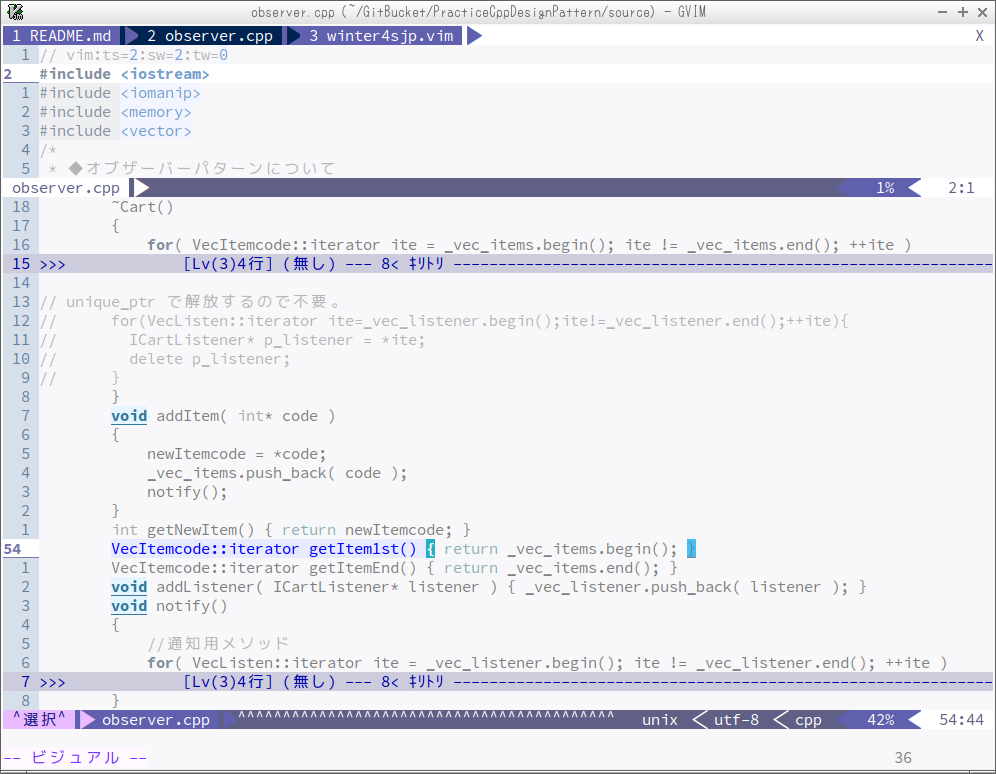 observer.cpp (~/GitBucket/PracticeCppDesignPattern/source) - GVIM
1 README.md 2 observer.cpp 3 winter4sjp.vim X
1 // vim:ts=2:sw=2:tw=0
2 #include <iostream>
1 #include <iomanip>
2 #include <memory>
3 #include <vector>
4 /*
5 * ◆オブザーバーパターンについて
observer.cpp 1% 2:1
18 ~Cart()
17 {
16 for( VecItemcode::iterator ite = _vec_items.begin(); ite != _vec_items.end(); ++ite )
15 >>> [Lv(3)4行] (無し) --- 8< ｷﾘﾄﾘ ------------------------------------------------------------
14
13 // unique_ptr で解放するので不要。
12 // for(VecListen::iterator ite=_vec_listener.begin();ite!=_vec_listener.end();++ite){
11 // ICartListener* p_listener = *ite;
10 // delete p_listener;
9 // }
8 }
7 void addItem( int* code )
6 {
5 newItemcode = *code;
4 _vec_items.push_back( code );
3 notify();
2 }
1 int getNewItem() { return newItemcode; }
54 VecItemcode::iterator getItem1st() { return _vec_items.begin(); }
1 VecItemcode::iterator getItemEnd() { return _vec_items.end(); }
2 void addListener( ICartListener* listener ) { _vec_listener.push_back( listener ); }
3 void notify()
4 {
5 //通知用メソッド
6 for( VecListen::iterator ite = _vec_listener.begin(); ite != _vec_listener.end(); ++ite )
7 >>> [Lv(3)4行] (無し) --- 8< ｷﾘﾄﾘ ------------------------------------------------------------
8 }
^選択^ observer.cpp ^^^^^^^^^^^^^^^^^^^^^^^^^^^^^^^^^^^^^^^^^^ unix < utf-8 < cpp 42% 54:44
-- ビジュアル -- 36